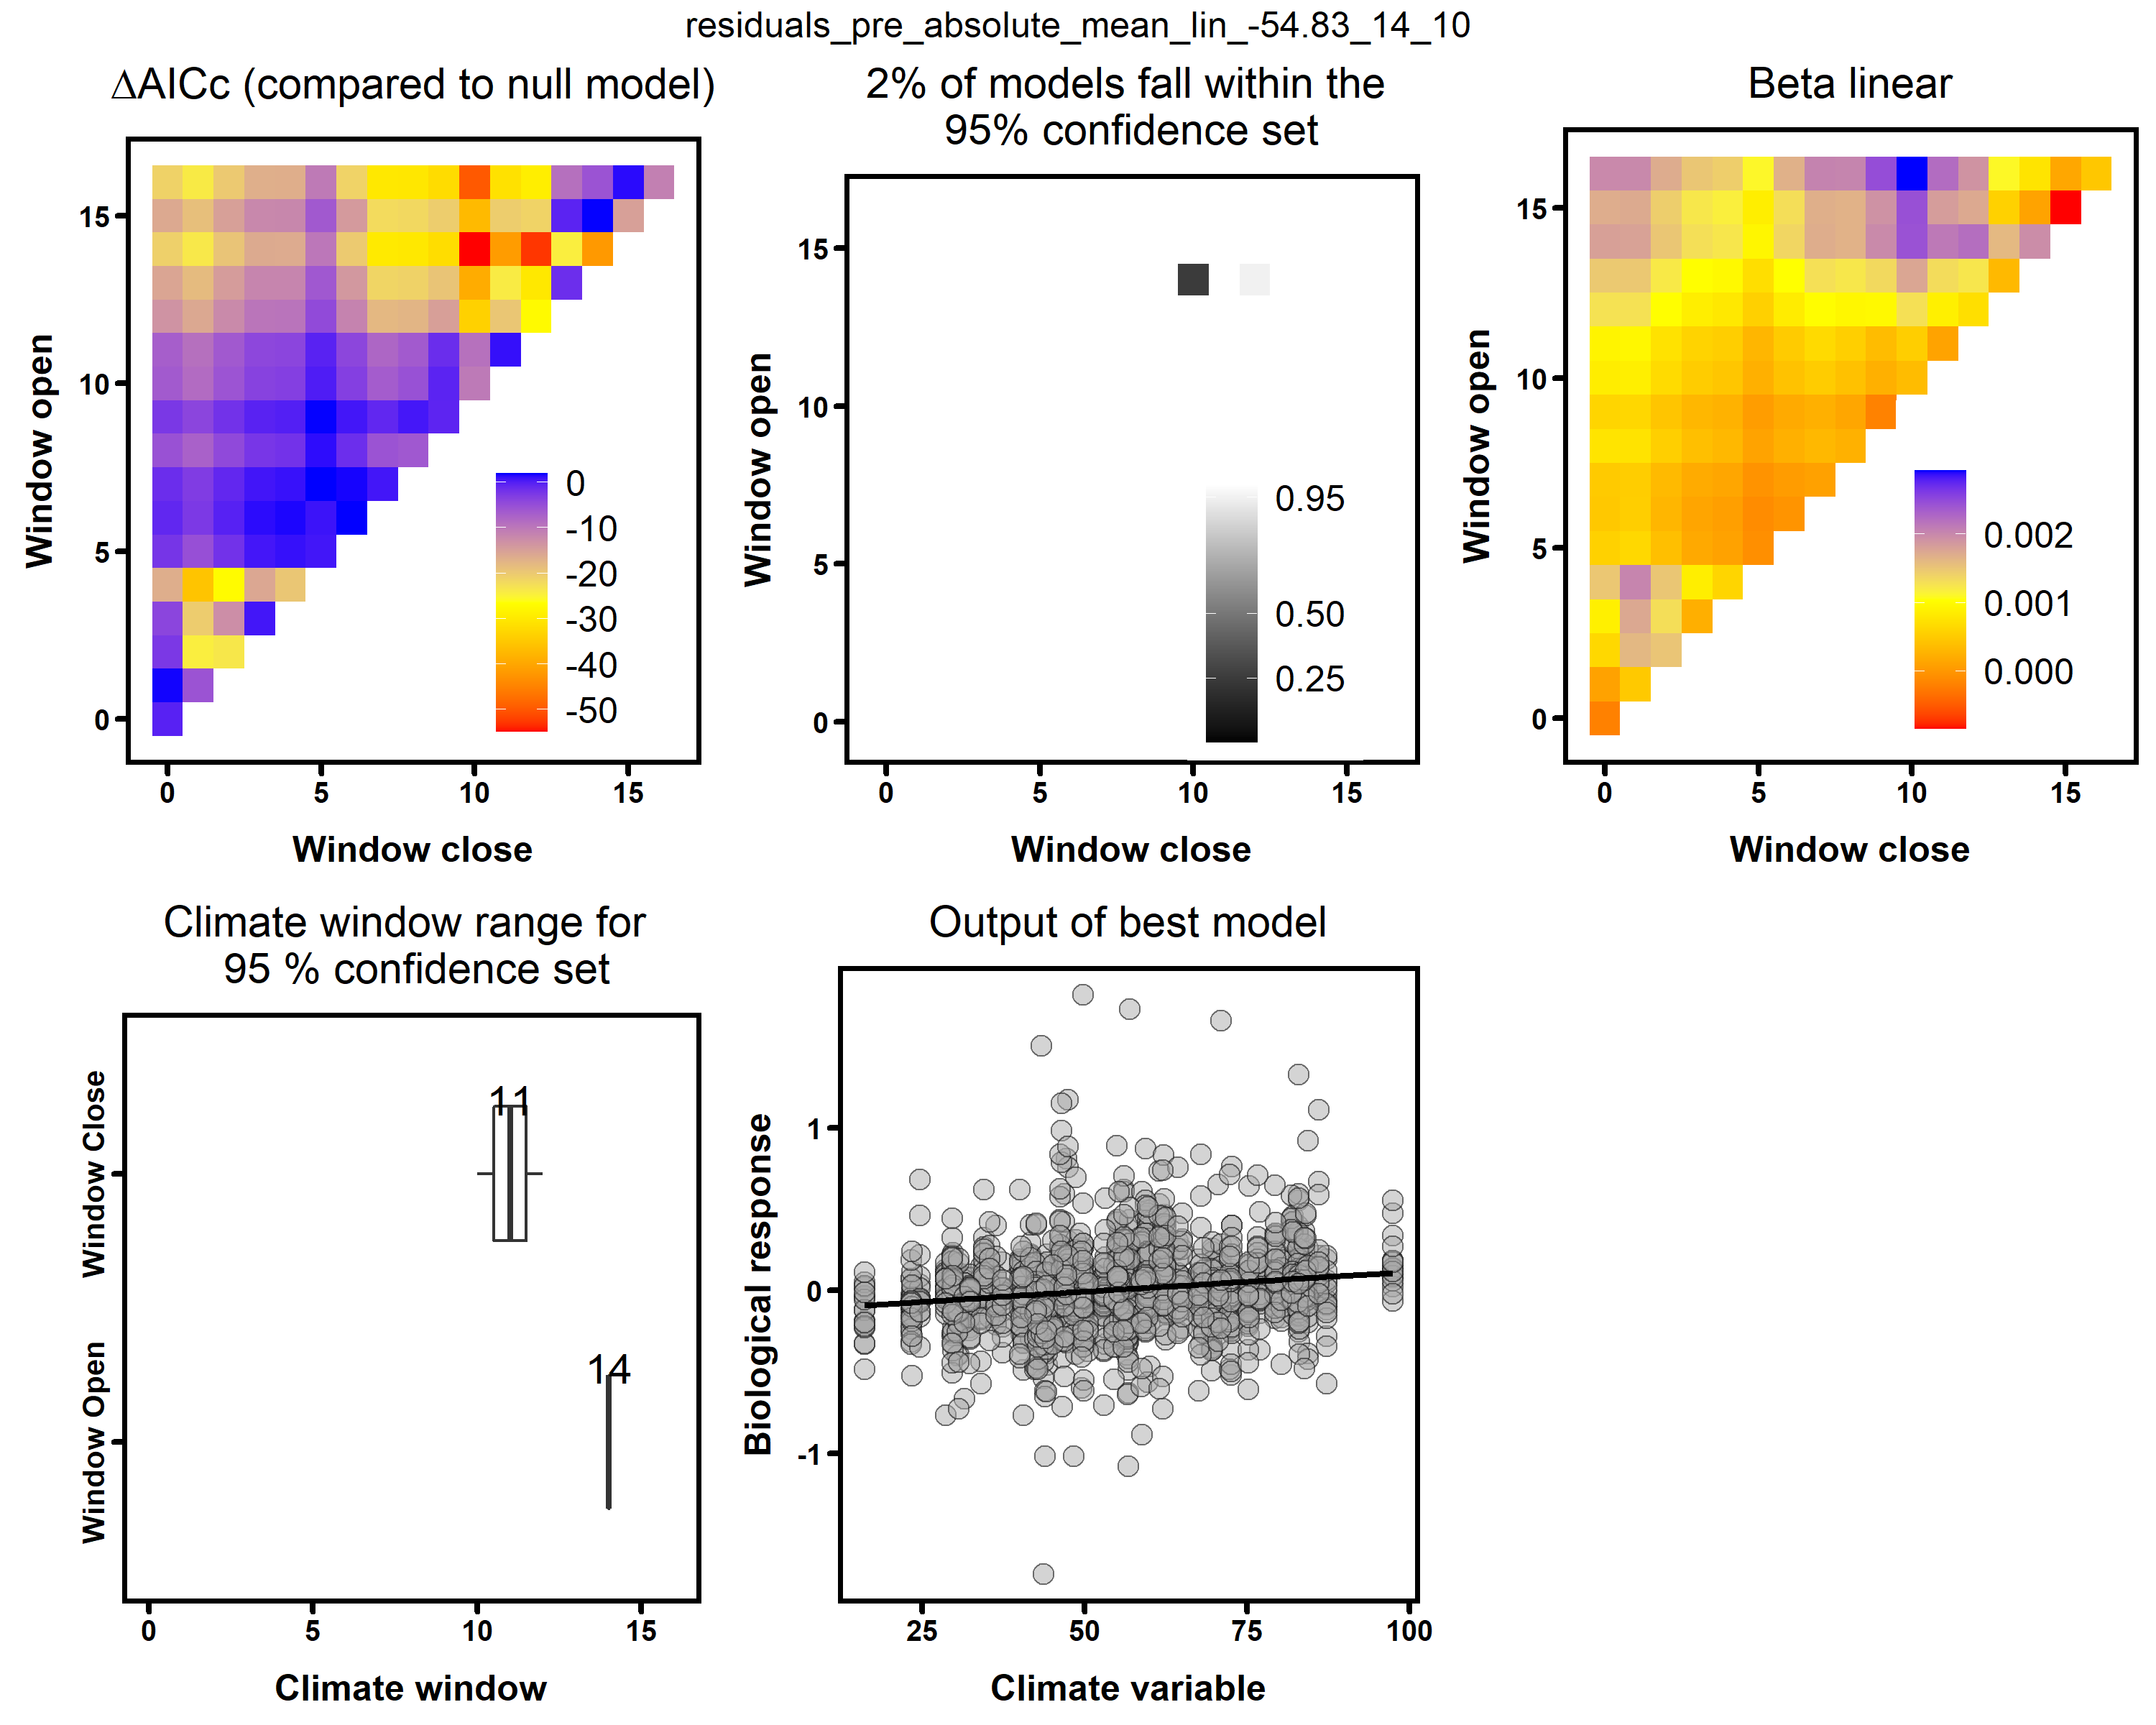 residuals_pre_absolute_mean_lin_-54.83_14_10
ΔAICc (compared to null model)
Window open
15
10
5
0
0
-10
-20
-30
-40
-50
0 5 10 15
Window close
2% of models fall within the
95% confidence set
Window open
15
10
5
0
0.95
0.50
0.25
0 5 10 15
Window close
Beta linear
Window open
15
10
5
0
0.002
0.001
0.000
0 5 10 15
Window close
Climate window range for
95 % confidence set
Window Close
Window Open
11
14
0 5 10 15
Climate window
Output of best model
Biological response
1
0
-1
25 50 75 100
Climate variable